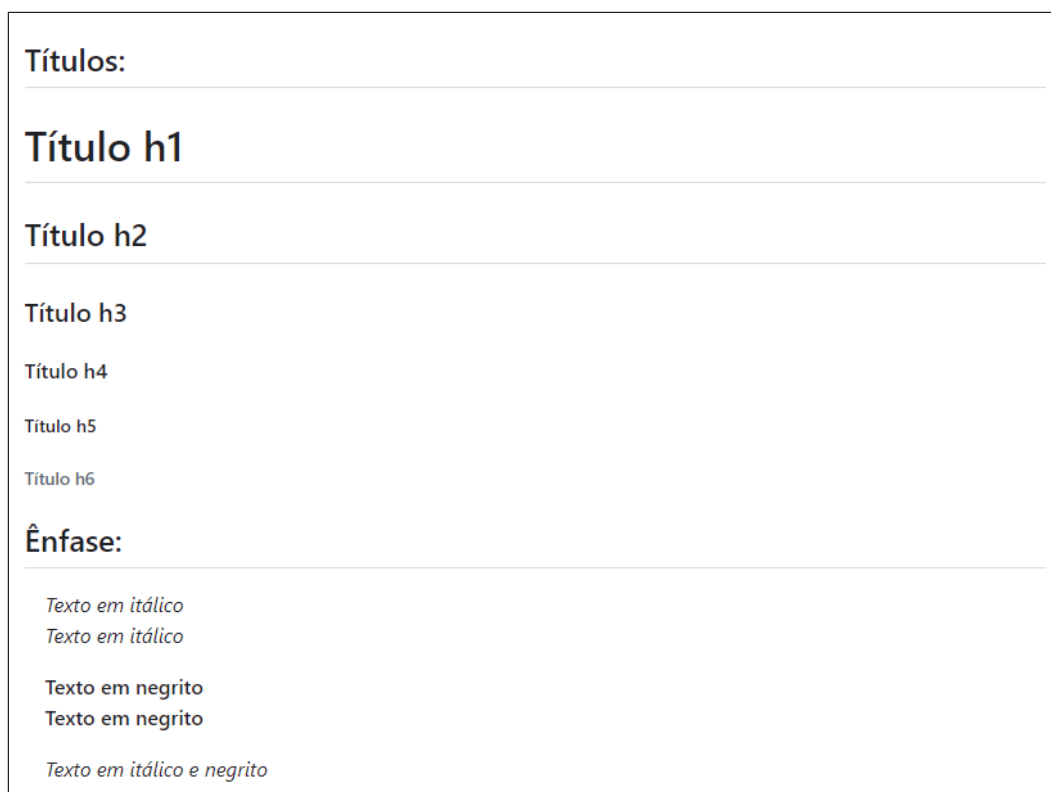 Títulos:
Título h1
Título h2
Título h3
Título h4
Título h5
Título h6
Ênfase:
Texto em itálico
Texto em itálico
Texto em negrito
Texto em negrito
Texto em itálico e negrito